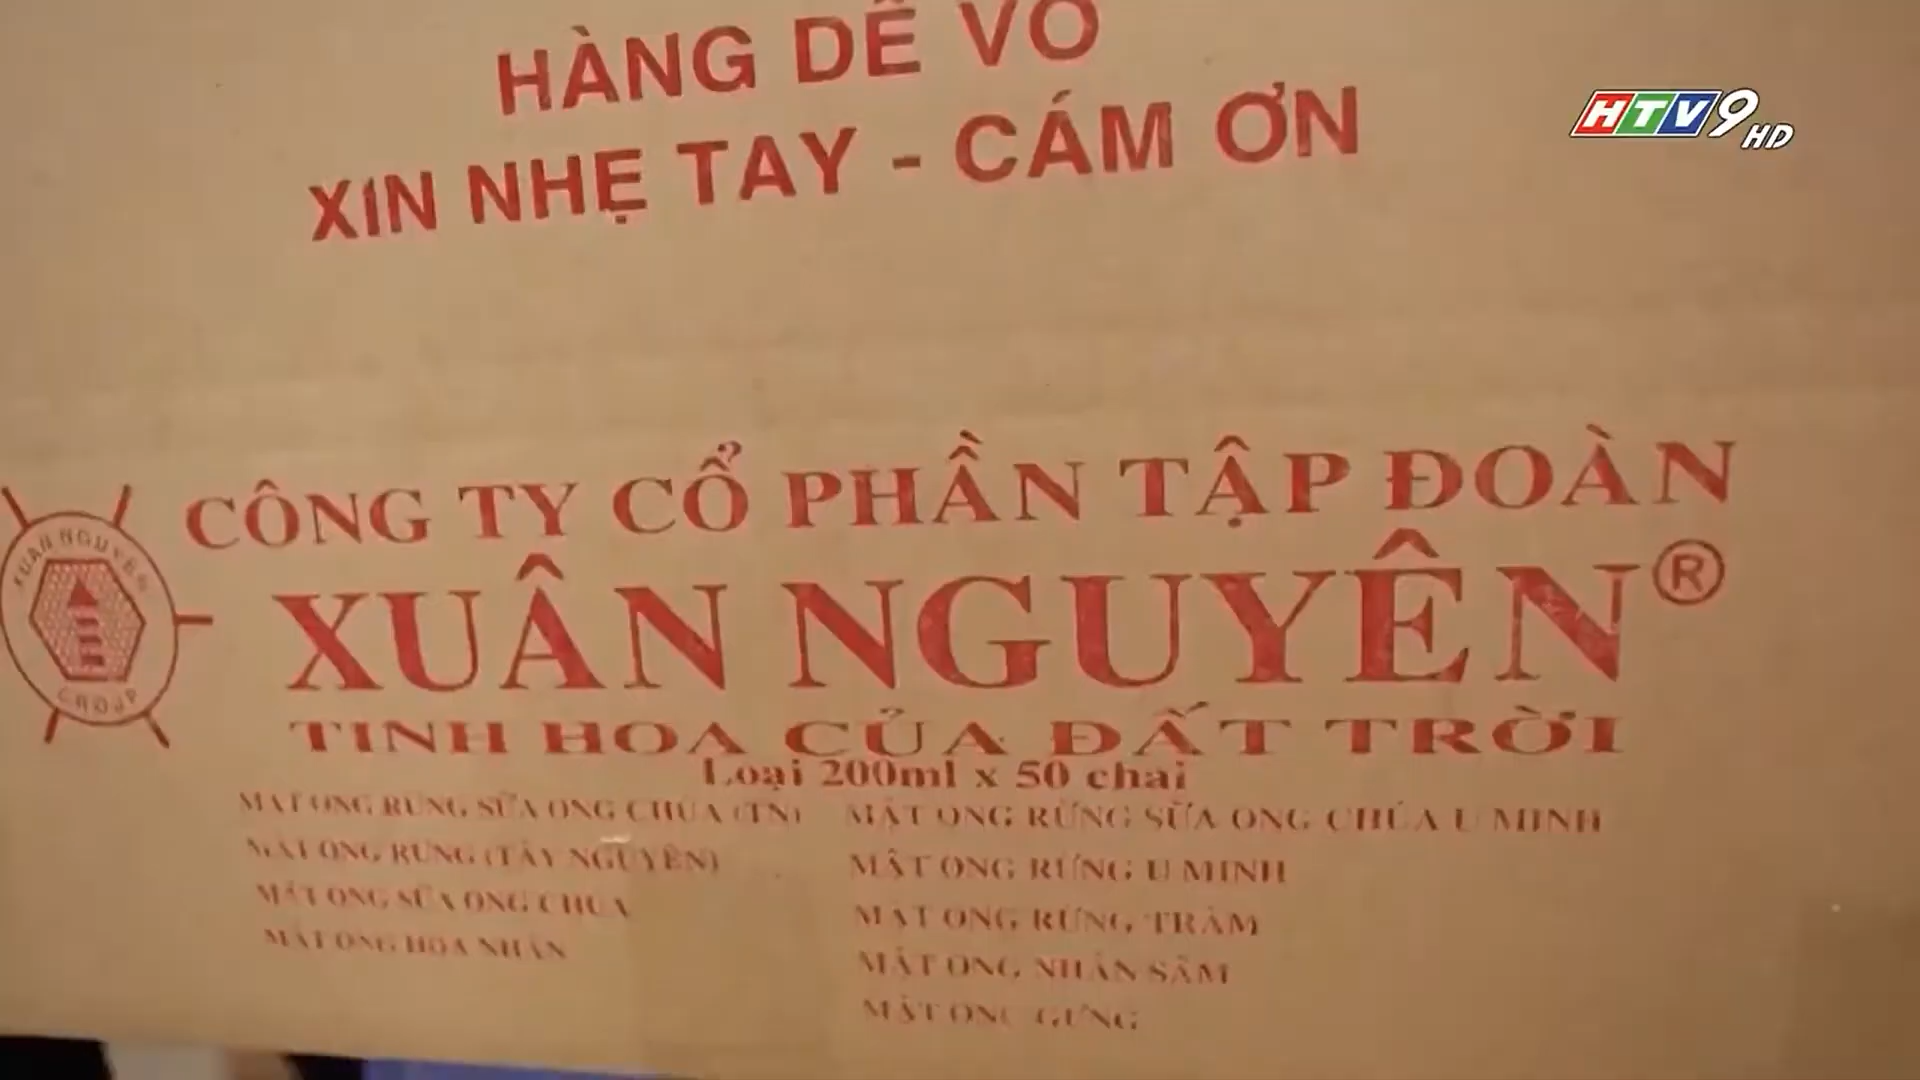 HÀNG DỄ VỠ
XIN NHẸ TAY - CÁM ƠN
HTV9 HD
CÔNG TY CỔ PHẦN TẬP ĐOÀN
XUÂN NGUYÊN®
XUAN NGUYEN
GROUP
TINH HOA CỦA ĐẤT TRỜI
Loại 200ml x 50 chai
MẬT ONG RỪNG SỮA ONG CHÚA (TN)
MẬT ONG RỪNG (TÂY NGUYÊN)
MẬT ONG SỮA ONG CHÚA
MẬT ONG HOA NHÃN
MẬT ONG RỪNG SỮA ONG CHÚA U MINH
MẬT ONG RỪNG U MINH
MẬT ONG RỪNG TRÀM
MẬT ONG NHÂN SÂM
MẬT ONG GỪNG